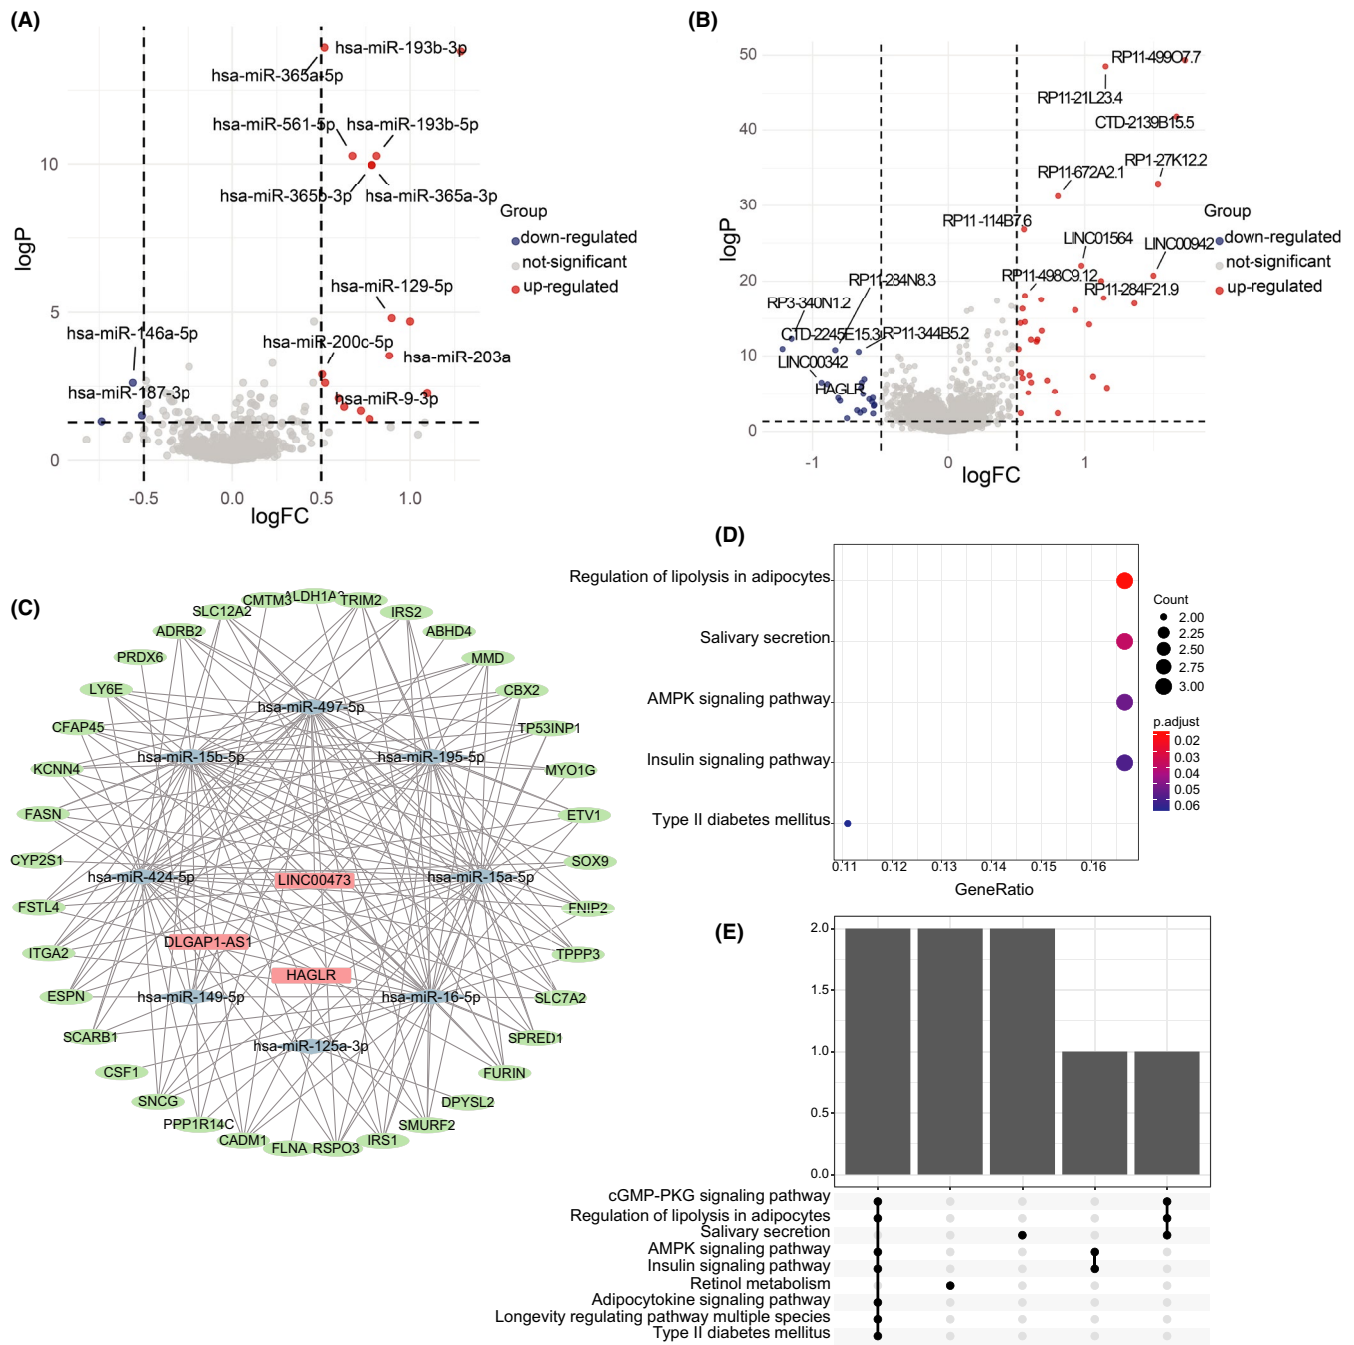 (A)
hsa-miR-193b-3p
hsa-miR-365a-5p
hsa-miR-561-5p
hsa-miR-193b-5p
hsa-miR-365b-3p
hsa-miR-365a-3p
hsa-miR-129-5p
hsa-miR-146a-5p
hsa-miR-200c-5p
hsa-miR-203a
hsa-miR-187-3p
hsa-miR-9-3p
10
5
0
logP
-0.5
0.0
0.5
1.0
logFC
Group
down-regulated
not-significant
up-regulated
(B)
50
40
30
20
10
0
logP
RP11-499O7.7
RP11-21L23.4
CTD-2139B15.5
RP1-27K12.2
RP11-672A2.1
RP11-114B7.6
LINC01564
LINC00942
RP11-498C9.12
RP11-284F21.9
RP11-234N8.3
RP3-340N1.2
CTD-2245E15.3
RP11-344B5.2
LINC00342
HAGLR
-1
0
1
logFC
Group
down-regulated
not-significant
up-regulated
(C)
CMTM3
ALDH1A3
TRIM2
SLC12A2
IRS2
ADRB2
ABHD4
PRDX6
MMD
LY6E
CBX2
hsa-miR-497-5p
CFAP45
TP53INP1
hsa-miR-15b-5p
hsa-miR-195-5p
KCNN4
MYO1G
FASN
ETV1
CYP2S1
SOX9
hsa-miR-424-5p
LINC00473
hsa-miR-15a-5p
FSTL4
FNIP2
DLGAP1-AS1
ITGA2
TPPP3
HAGLR
ESPN
hsa-miR-149-5p
hsa-miR-16-5p
SLC7A2
SCARB1
SPRED1
hsa-miR-125a-3p
CSF1
FURIN
SNCG
DPYSL2
PPP1R14C
SMURF2
CADM1
FLNA
RSPO3
IRS1
(D)
Regulation of lipolysis in adipocytes
Salivary secretion
AMPK signaling pathway
Insulin signaling pathway
Type II diabetes mellitus
0.11
0.12
0.13
0.14
0.15
0.16
GeneRatio
Count
2.00
2.25
2.50
2.75
3.00
p.adjust
0.02
0.03
0.04
0.05
0.06
(E)
2.0
1.5
1.0
0.5
0.0
cGMP-PKG signaling pathway
Regulation of lipolysis in adipocytes
Salivary secretion
AMPK signaling pathway
Insulin signaling pathway
Retinol metabolism
Adipocytokine signaling pathway
Longevity regulating pathway multiple species
Type II diabetes mellitus